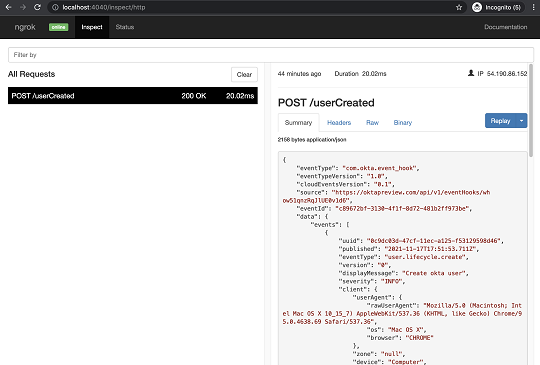 localhost:4040/inspect/http
Incognito (5)
ngrok online Inspect Status Documentation
Filter by
All Requests
Clear
POST /userCreated 200 OK 20.02ms
44 minutes ago Duration 20.02ms IP 54.190.86.152
POST /userCreated
Summary Headers Raw Binary Replay
2158 bytes application/json
{
"eventType": "com.okta.event_hook",
"eventTypeVersion": "1.0",
"cloudEventsVersion": "0.1",
"source": "https://oktapreview.com/api/v1/eventHooks/wh
ow51qnzRqJlUE0v1d6",
"eventId": "c89672bf-3130-4f1f-8d72-481b2ff973be",
"data": {
"events": [
{
"uuid": "0c9dc03d-47cf-11ec-a125-f53129598d46",
"published": "2021-11-17T17:51:53.711Z",
"eventType": "user.lifecycle.create",
"version": "0",
"displayMessage": "Create okta user",
"severity": "INFO",
"client": {
"userAgent": {
"rawUserAgent": "Mozilla/5.0 (Macintosh; Int
el Mac OS X 10_15_7) AppleWebKit/537.36 (KHTML, like Gecko) Chrome/9
5.0.4638.69 Safari/537.36",
"os": "Mac OS X",
"browser": "CHROME"
},
"zone": "null",
"device": "Computer",